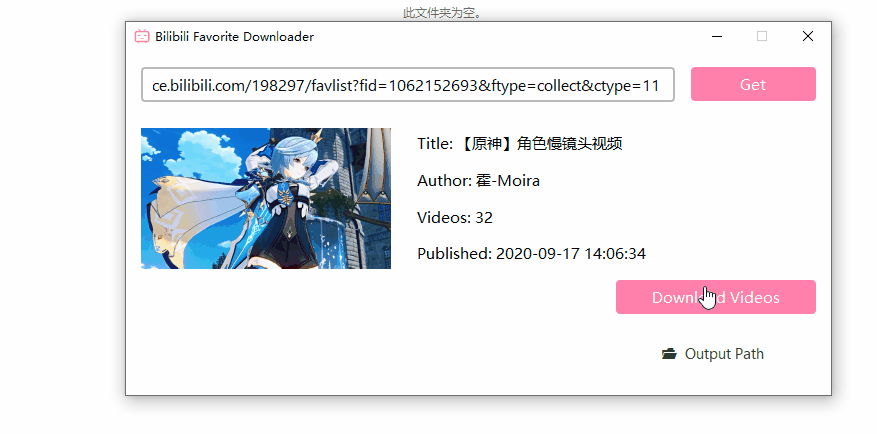 此文件夹为空。
Bilibili Favorite Downloader
ce.bilibili.com/198297/favlist?fid=1062152693&ftype=collect&ctype=11
Get
Title: 【原神】角色慢镜头视频
Author: 霍-Moira
Videos: 32
Published: 2020-09-17 14:06:34
Download Videos
Output Path